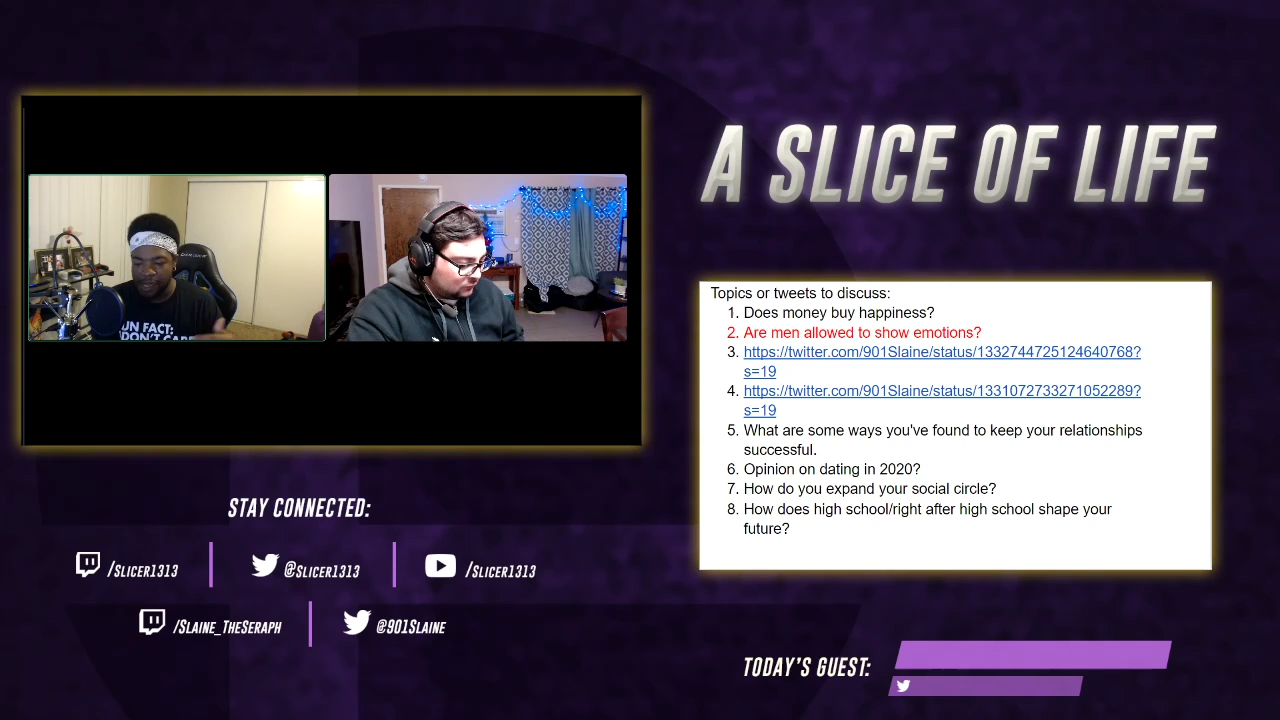 A SLICE OF LIFE
UN FACT:
DON'T CARE
Topics or tweets to discuss:
1. Does money buy happiness?
2. Are men allowed to show emotions?
3. https://twitter.com/901Slaine/status/1332744725124640768?
s=19
4. https://twitter.com/901Slaine/status/1331072733271052289?
s=19
5. What are some ways you've found to keep your relationships
successful.
6. Opinion on dating in 2020?
7. How do you expand your social circle?
8. How does high school/right after high school shape your
future?
STAY CONNECTED:
/SLICER1313
@SLICER1313
/SLICER1313
/SLAINE_THESERAPH
@901SLAINE
TODAY'S GUEST: